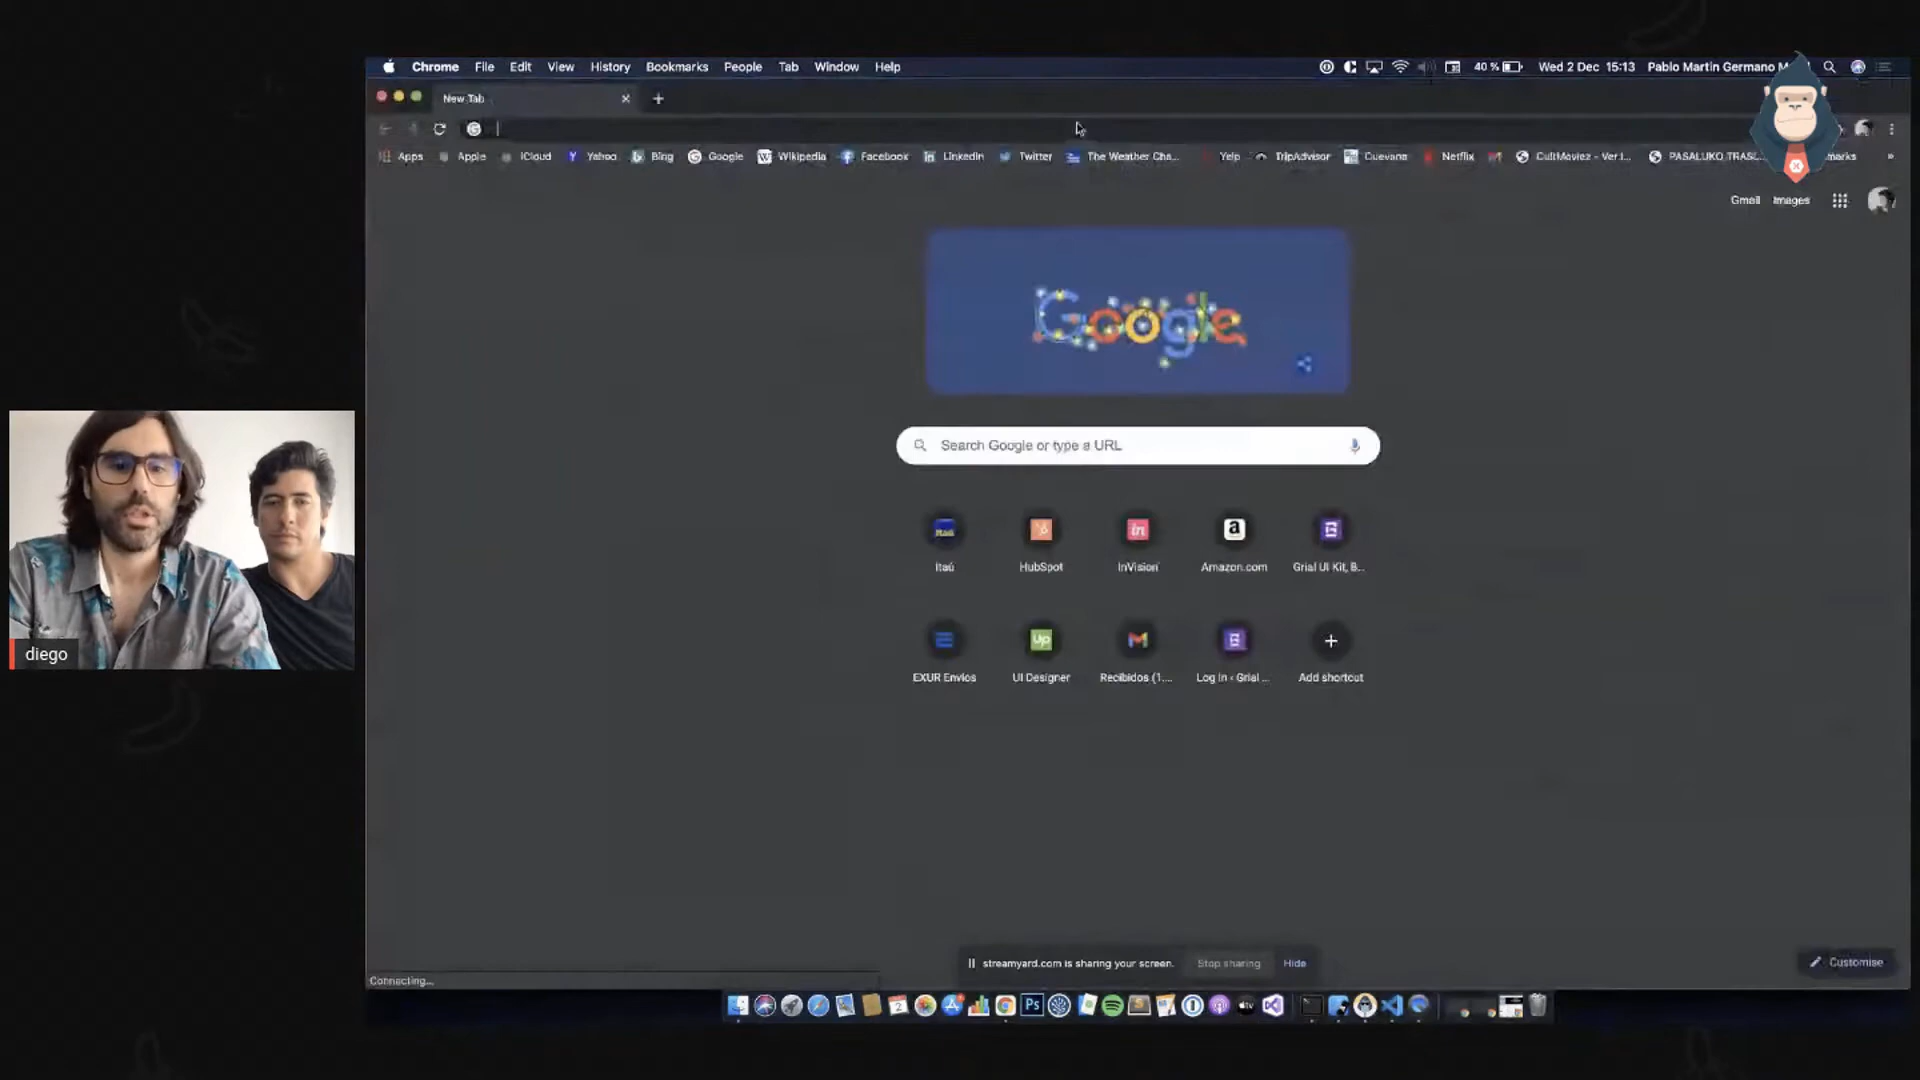 Chrome File Edit View History Bookmarks People Tab Window Help 40 % Wed 2 Dec 15:13 Pablo Martin Germano
New Tab
Apps Apple iCloud Yahoo Bing Google Wikipedia Facebook LinkedIn Twitter The Weather Cha... Yelp TripAdvisor Cuevana Netflix CultMoviez - Ver I... PASALUKO TRAS...
Gmail Images
Google
Search Google or type a URL
Itaú HubSpot InVision Amazon.com Grial UI Kit, B...
EXUR Envios UI Designer Recibidos (1.... Log In ‹ Grial ... Add shortcut
diego
streamyard.com is sharing your screen. Stop sharing Hide
Customise
Connecting...